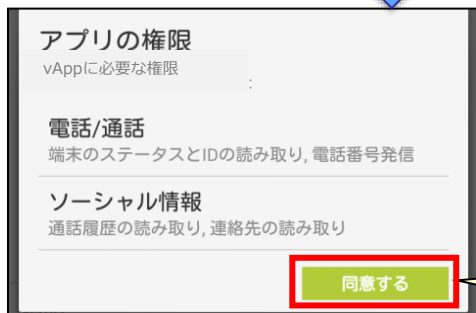 アプリの権限
vAppに必要な権限
:
電話/通話
端末のステータスとIDの読み取り, 電話番号発信
ソーシャル情報
通話履歴の読み取り, 連絡先の読み取り
同意する